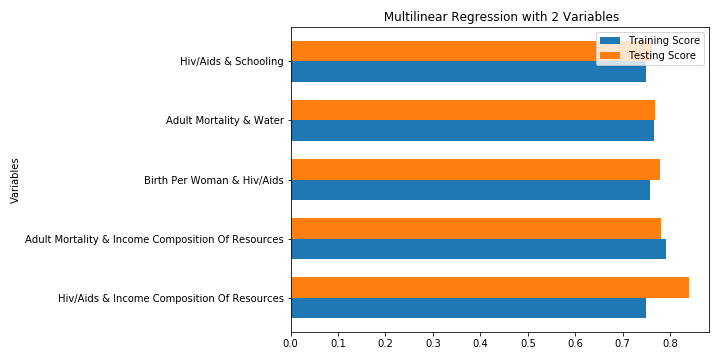 Multilinear Regression with 2 Variables
Training Score
Testing Score
Hiv/Aids & Schooling
Adult Mortality & Water
Birth Per Woman & Hiv/Aids
Adult Mortality & Income Composition Of Resources
Hiv/Aids & Income Composition Of Resources
Variables
0.0 0.1 0.2 0.3 0.4 0.5 0.6 0.7 0.8